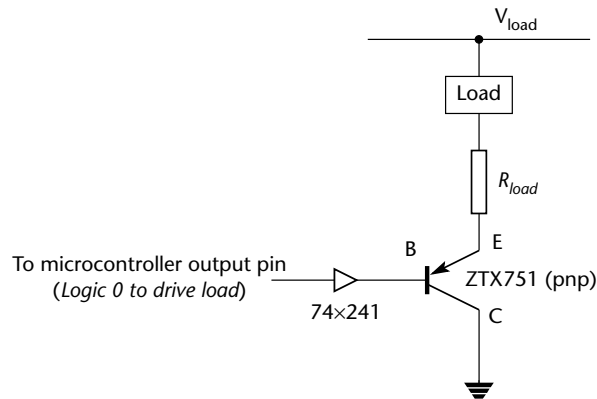 V_load
Load
R_load
B
E
To microcontroller output pin
(Logic 0 to drive load)
ZTX751 (pnp)
74×241
C